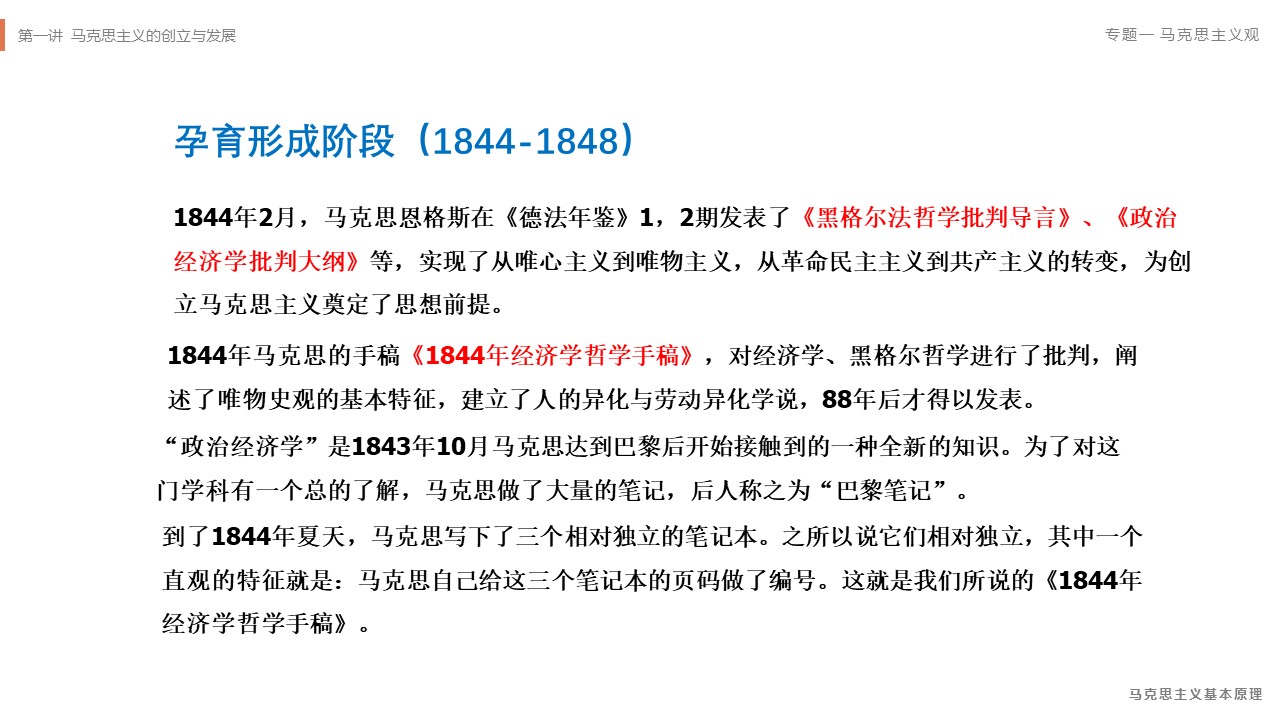 第一讲 马克思主义的创立与发展
专题一 马克思主义观
孕育形成阶段（1844-1848）
1844年2月，马克思恩格斯在《德法年鉴》1，2期发表了《黑格尔法哲学批判导言》、《政治
经济学批判大纲》等，实现了从唯心主义到唯物主义，从革命民主主义到共产主义的转变，为创
立马克思主义奠定了思想前提。
1844年马克思的手稿《1844年经济学哲学手稿》，对经济学、黑格尔哲学进行了批判，阐
述了唯物史观的基本特征，建立了人的异化与劳动异化学说，88年后才得以发表。
“政治经济学”是1843年10月马克思达到巴黎后开始接触到的一种全新的知识。为了对这
门学科有一个总的了解，马克思做了大量的笔记，后人称之为“巴黎笔记”。
到了1844年夏天，马克思写下了三个相对独立的笔记本。之所以说它们相对独立，其中一个
直观的特征就是：马克思自己给这三个笔记本的页码做了编号。这就是我们所说的《1844年
经济学哲学手稿》。
马克思主义基本原理